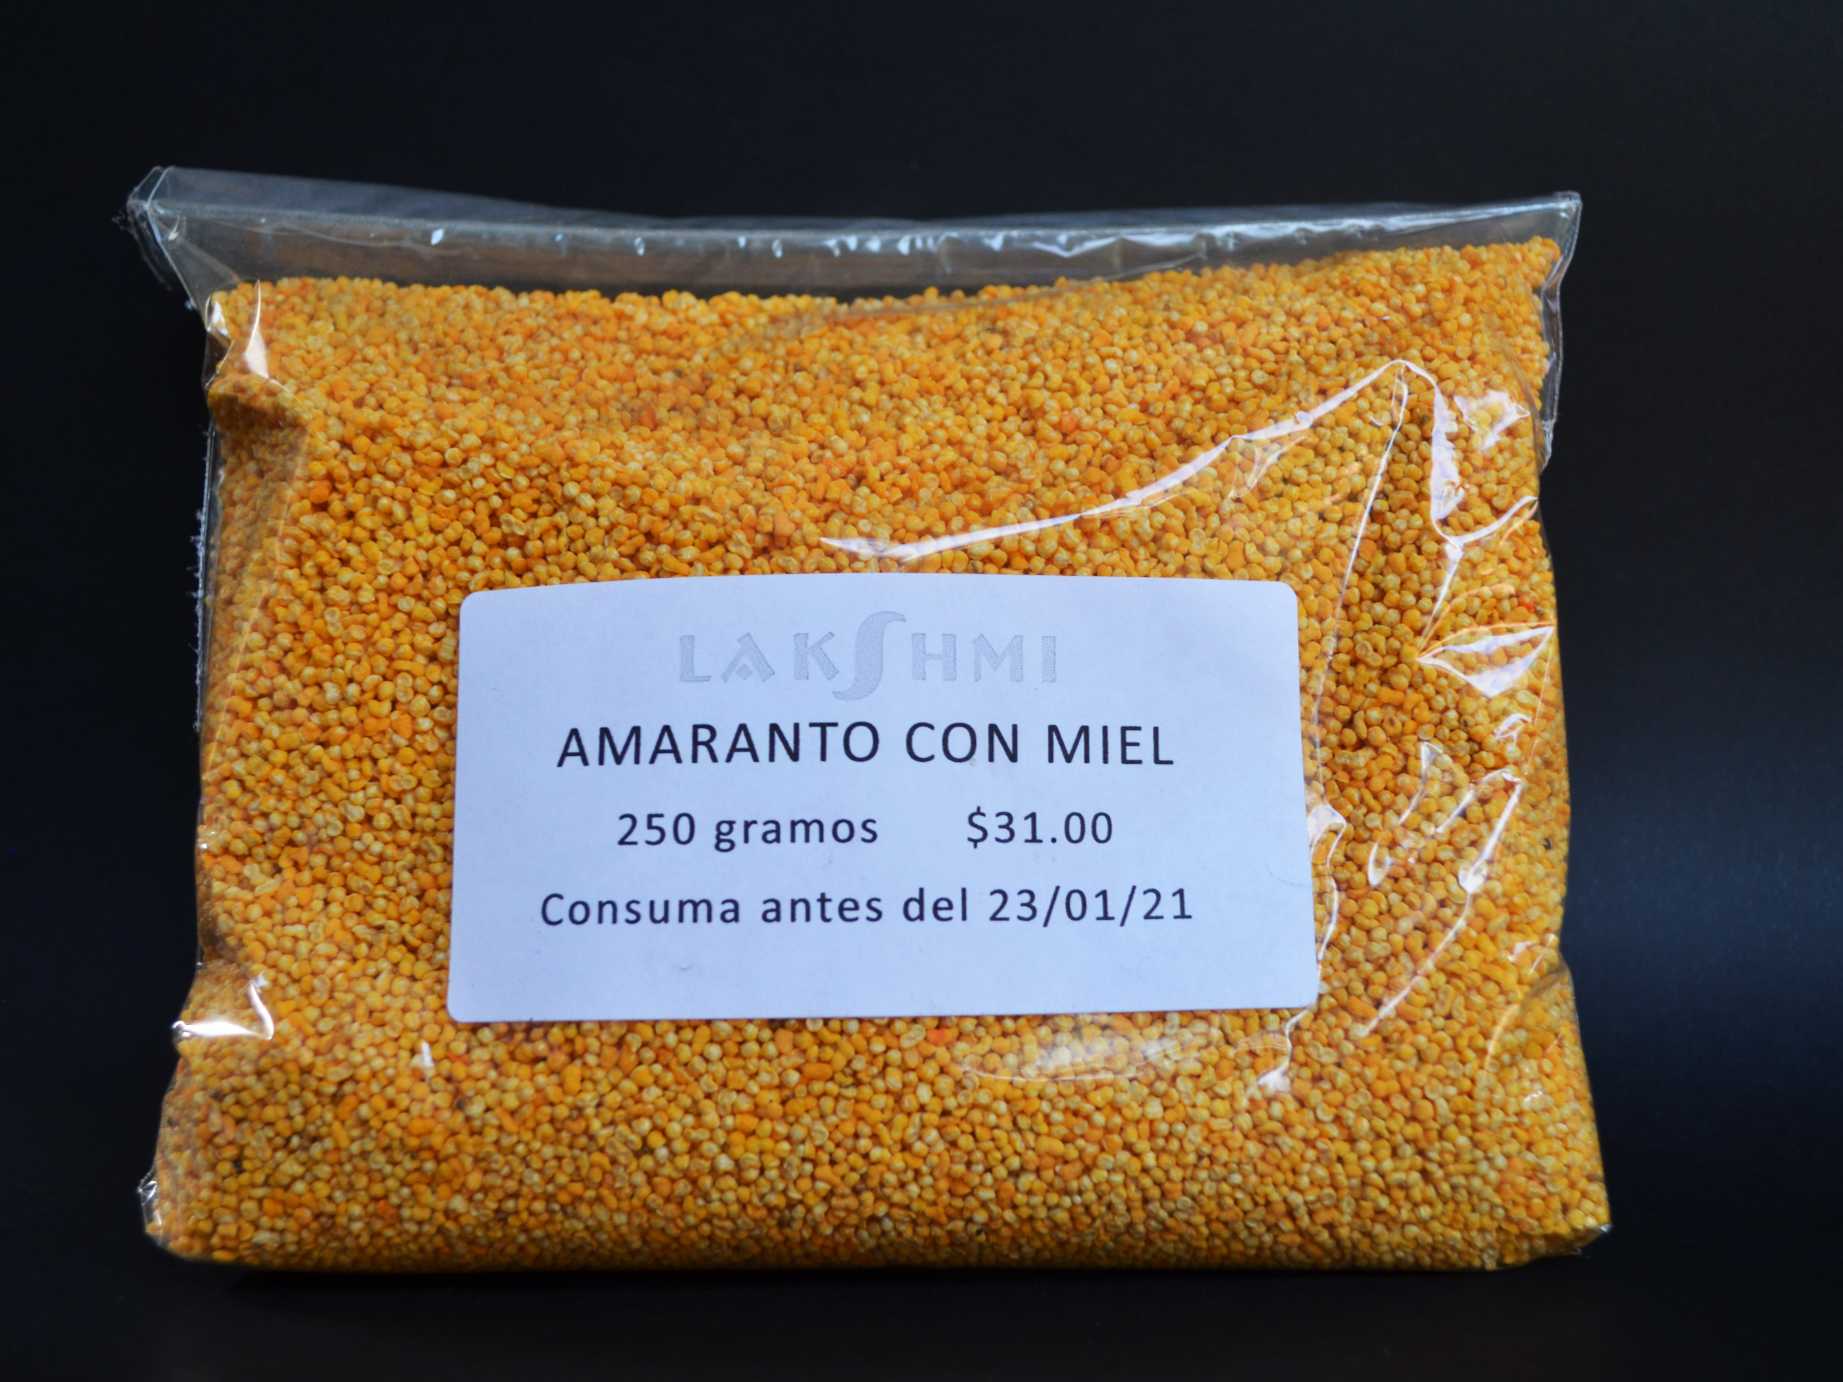 LAKSHMI
AMARANTO CON MIEL
250 gramos $31.00
Consuma antes del 23/01/21